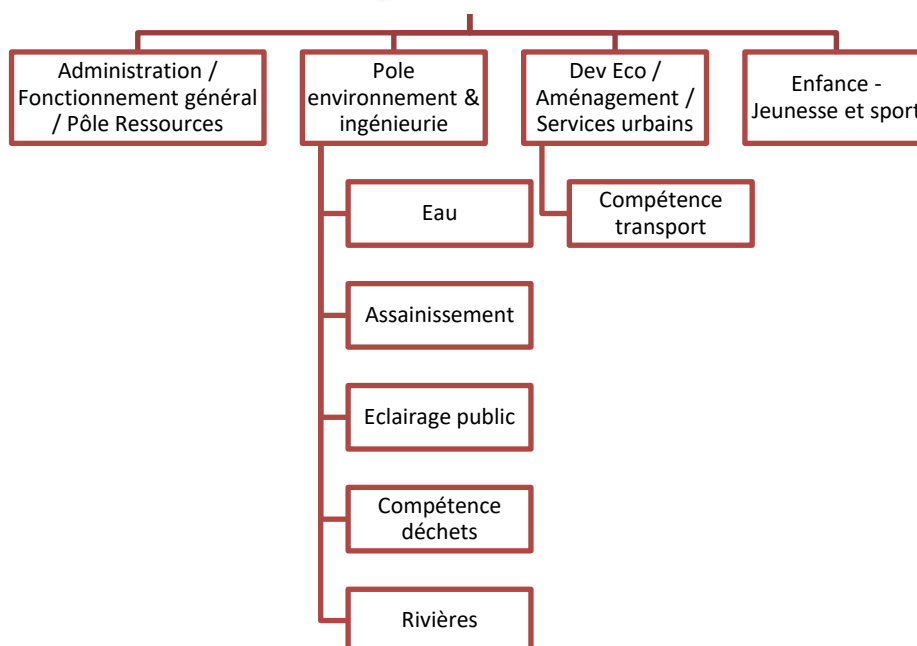 Administration /
Fonctionnement général
/ Pôle Ressources
Pole
environnement &
ingénieurie
Dev Eco /
Aménagement /
Services urbains
Enfance -
Jeunesse et sport
Eau
Compétence
transport
Assainissement
Eclairage public
Compétence
déchets
Rivières